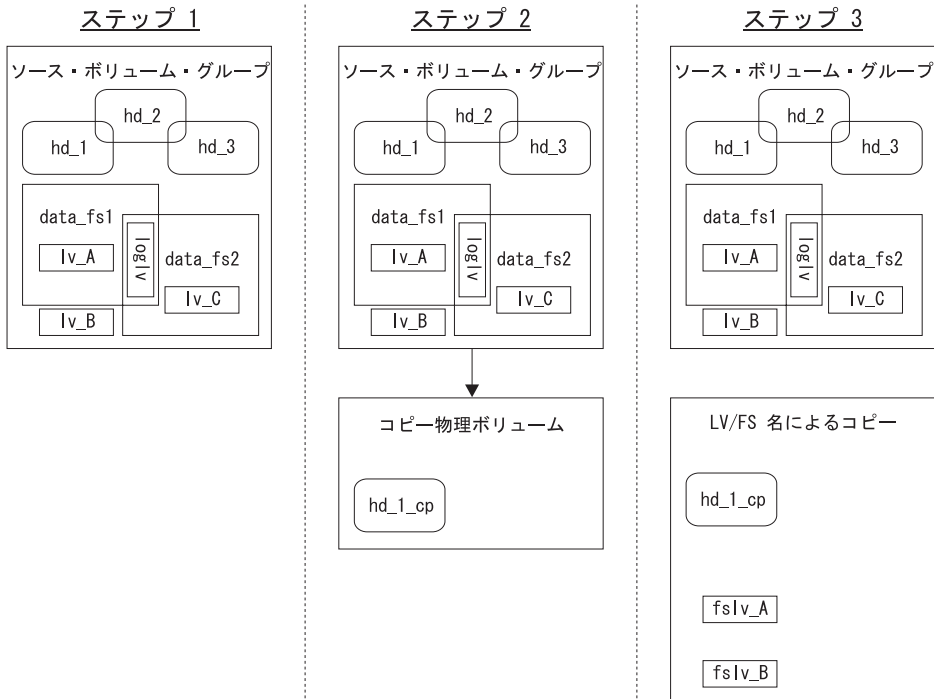 ステップ 1
ソース・ボリューム・グループ
hd_2
hd_1
hd_3
data_fs1
loglv
lv_A
data_fs2
lv_C
lv_B
ステップ 2
ソース・ボリューム・グループ
hd_2
hd_1
hd_3
data_fs1
loglv
lv_A
data_fs2
lv_C
lv_B
コピー物理ボリューム
hd_1_cp
ステップ 3
ソース・ボリューム・グループ
hd_2
hd_1
hd_3
data_fs1
loglv
lv_A
data_fs2
lv_C
lv_B
LV/FS 名によるコピー
hd_1_cp
fslv_A
fslv_B